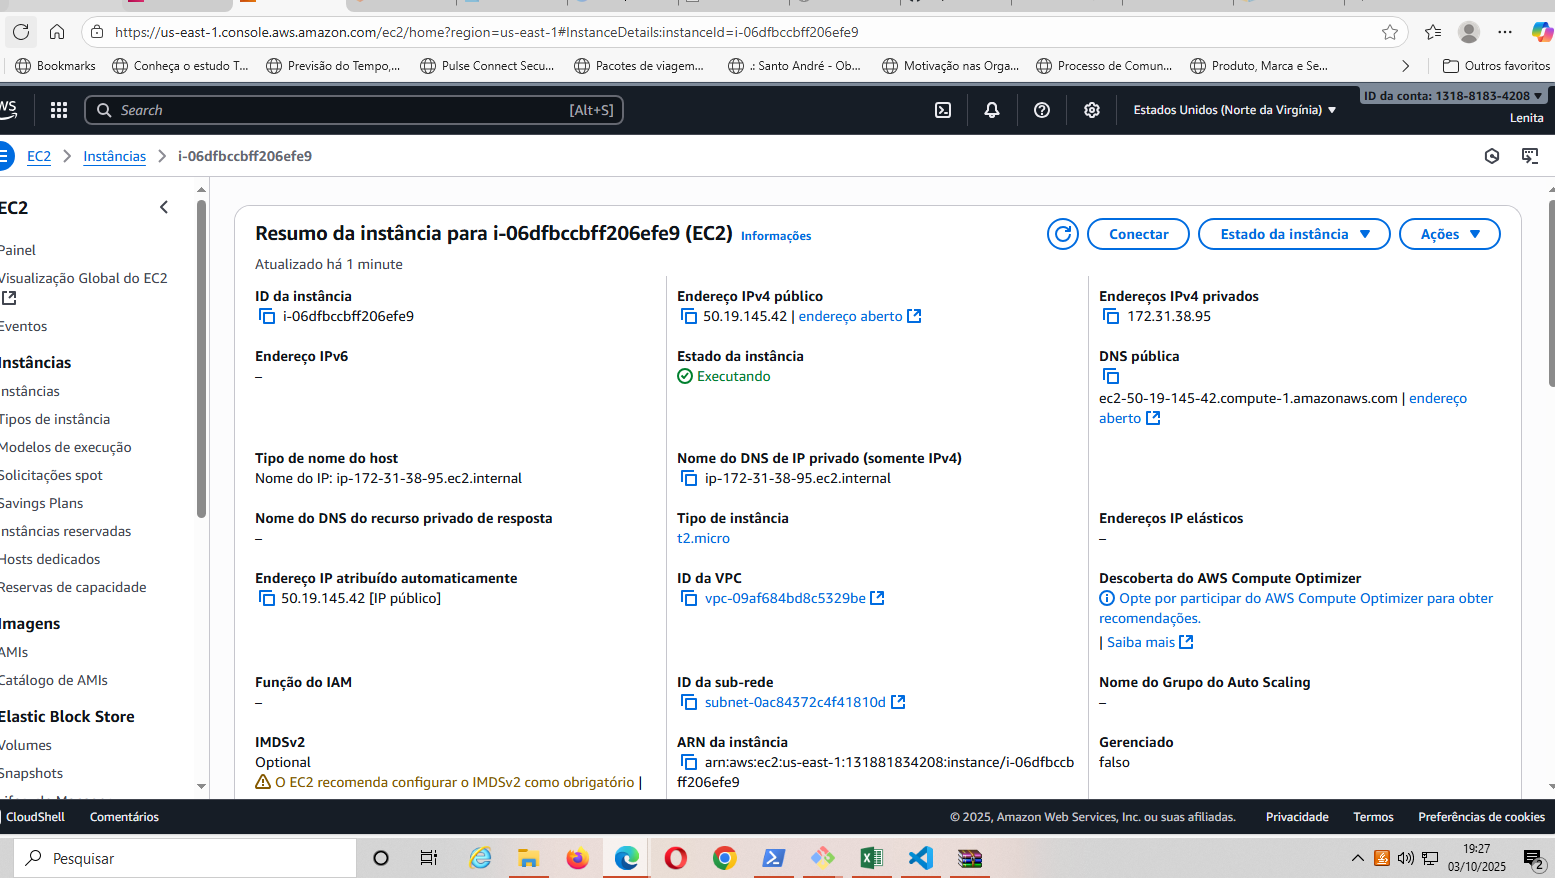 https://us-east-1.console.aws.amazon.com/ec2/home?region=us-east-1#InstanceDetails:instanceId=i-06dfbccbff206efe9
Bookmarks Conheça o estudo T... Previsão do Tempo,... Pulse Connect Secu... Pacotes de viagem... .: Santo André - Ob... Motivação nas Orga... Processo de Comun... Produto, Marca e Se... Outros favoritos
Search [Alt+S] Estados Unidos (Norte da Virgínia) ID da conta: 1318-8183-4208
Lenita
EC2 Instâncias i-06dfbccbff206efe9
EC2
Painel
Visualização Global do EC2
Eventos
Instâncias
Instâncias
Tipos de instância
Modelos de execução
Solicitações spot
Savings Plans
Instâncias reservadas
Hosts dedicados
Reservas de capacidade
Imagens
AMIs
Catálogo de AMIs
Elastic Block Store
Volumes
Snapshots
Resumo da instância para i-06dfbccbff206efe9 (EC2) Informações
Conectar Estado da instância Ações
Atualizado há 1 minute
ID da instância
i-06dfbccbff206efe9
Endereço IPv4 público
50.19.145.42 | endereço aberto
Endereços IPv4 privados
172.31.38.95
Endereço IPv6
–
Estado da instância
Executando
DNS pública
ec2-50-19-145-42.compute-1.amazonaws.com | endereço
aberto
Tipo de nome do host
Nome do IP: ip-172-31-38-95.ec2.internal
Nome do DNS de IP privado (somente IPv4)
ip-172-31-38-95.ec2.internal
Nome do DNS do recurso privado de resposta
–
Tipo de instância
t2.micro
Endereços IP elásticos
–
Endereço IP atribuído automaticamente
50.19.145.42 [IP público]
ID da VPC
vpc-09af684bd8c5329be
Descoberta do AWS Compute Optimizer
Opte por participar do AWS Compute Optimizer para obter
recomendações.
| Saiba mais
Função do IAM
–
ID da sub-rede
subnet-0ac84372c4f41810d
Nome do Grupo do Auto Scaling
–
IMDSv2
Optional
O EC2 recomenda configurar o IMDSv2 como obrigatório |
ARN da instância
arn:aws:ec2:us-east-1:131881834208:instance/i-06dfbccb
ff206efe9
Gerenciado
falso
CloudShell Comentários © 2025, Amazon Web Services, Inc. ou suas afiliadas. Privacidade Termos Preferências de cookies
Pesquisar
19:27
03/10/2025
2